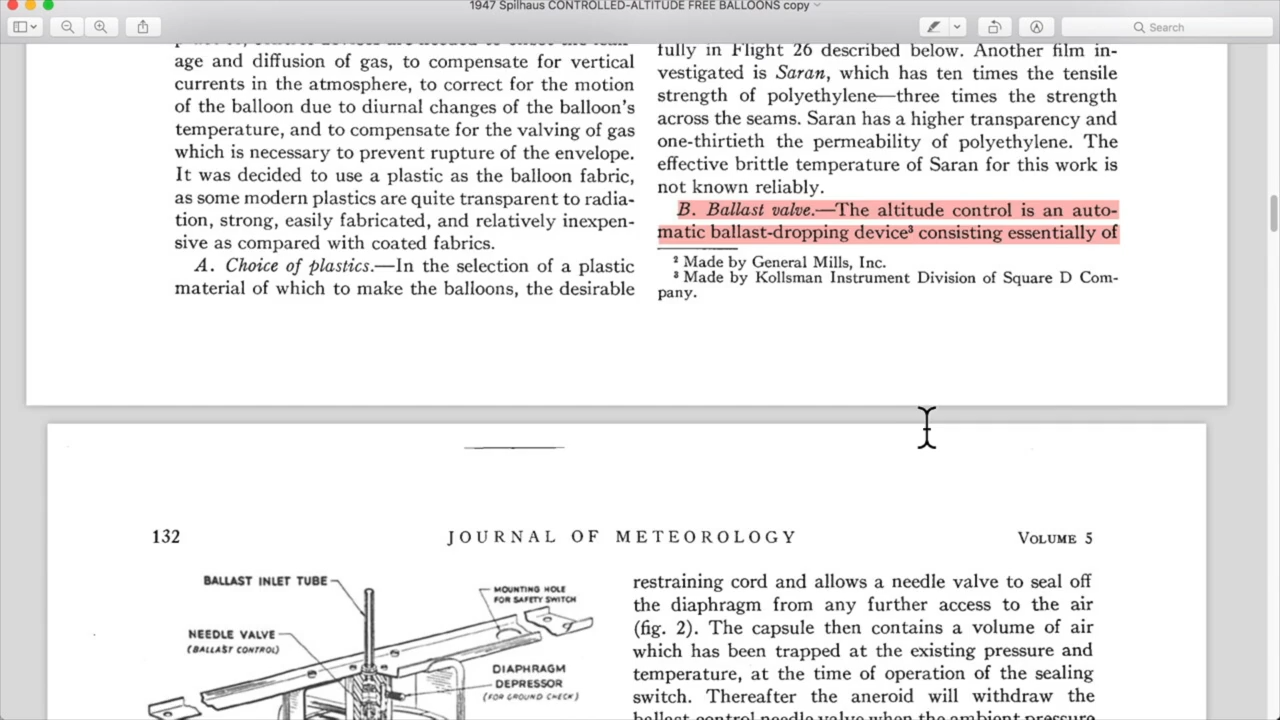 1947 Spilhaus CONTROLLED-ALTITUDE FREE BALLOONS copy
Search
age and diffusion of gas, to compensate for vertical
currents in the atmosphere, to correct for the motion
of the balloon due to diurnal changes of the balloon's
temperature, and to compensate for the valving of gas
which is necessary to prevent rupture of the envelope.
It was decided to use a plastic as the balloon fabric,
as some modern plastics are quite transparent to radia-
tion, strong, easily fabricated, and relatively inexpen-
sive as compared with coated fabrics.
A. Choice of plastics.—In the selection of a plastic
material of which to make the balloons, the desirable
fully in Flight 26 described below. Another film in-
vestigated is Saran, which has ten times the tensile
strength of polyethylene—three times the strength
across the seams. Saran has a higher transparency and
one-thirtieth the permeability of polyethylene. The
effective brittle temperature of Saran for this work is
not known reliably.
B. Ballast valve.—The altitude control is an auto-
matic ballast-dropping device³ consisting essentially of
² Made by General Mills, Inc.
³ Made by Kollsman Instrument Division of Square D Com-
pany.
132
JOURNAL OF METEOROLOGY
VOLUME 5
BALLAST INLET TUBE
MOUNTING HOLE
FOR SAFETY SWITCH
NEEDLE VALVE
(BALLAST CONTROL)
DIAPHRAGM
DEPRESSOR
(FOR GROUND CHECK)
restraining cord and allows a needle valve to seal off
the diaphragm from any further access to the air
(fig. 2). The capsule then contains a volume of air
which has been trapped at the existing pressure and
temperature, at the time of operation of the sealing
switch. Thereafter the aneroid will withdraw the
ballast control needle valve when the ambient pressure